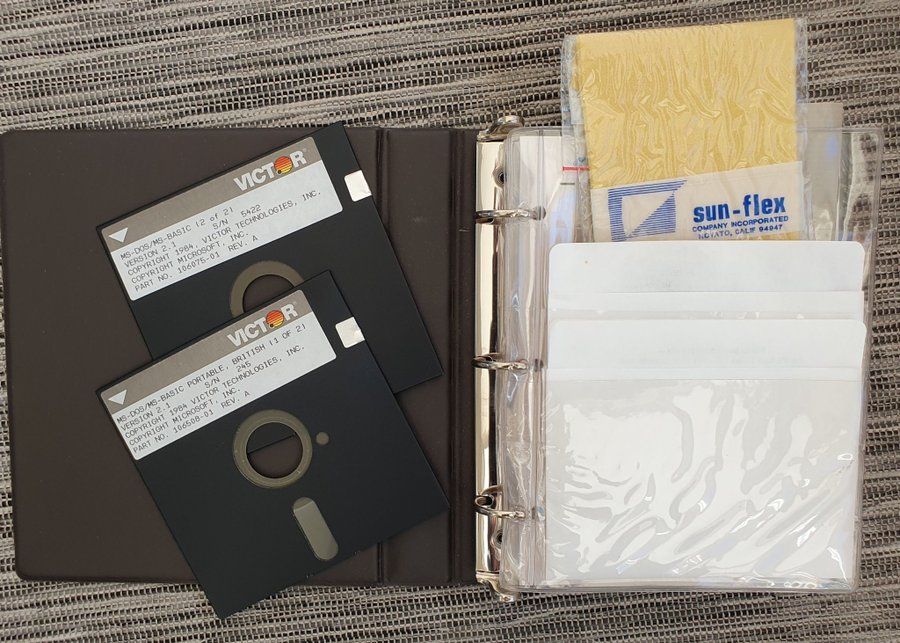 VICTOR
MS-DOS/MS-BASIC (2 of 2)
VERSION 2.1 S/N 5422
COPYRIGHT 1984, VICTOR TECHNOLOGIES, INC.
COPYRIGHT MICROSOFT, INC.
PART NO. 106075-01 REV. A
VICTOR
MS-DOS/MS-BASIC PORTABLE, BRITISH (1 OF 2)
VERSION 2.1 S/N 245
COPYRIGHT 1984 VICTOR TECHNOLOGIES, INC.
COPYRIGHT MICROSOFT, INC.
PART NO. 106508-01 REV. A
sun-flex
COMPANY INCORPORATED
NOVATO, CALIF 94947